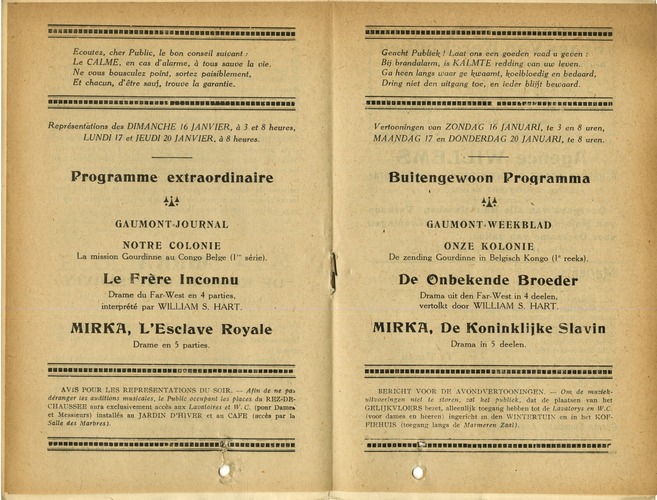 Ecoutez, cher Public, le bon conseil suivant :
Le CALME, en cas d'alarme, à tous sauve la vie.
Ne vous bousculez point, sortez paisiblement,
Et chacun, d'être sauf, trouve la garantie.
Représentations des DIMANCHE 16 JANVIER, à 3 et 8 heures,
LUNDI 17 et JEUDI 20 JANVIER, à 8 heures.
Programme extraordinaire
GAUMONT-JOURNAL
NOTRE COLONIE
La mission Gourdinne au Congo Belge (1re série).
Le Frère Inconnu
Drame du Far-West en 4 parties,
interprété par WILLIAM S. HART.
MIRKA, L'Esclave Royale
Drame en 5 parties.
AVIS POUR LES REPRESENTATIONS DU SOIR. — Afin de ne pas
déranger les auditions musicales, le Public occupant les places du REZ-DE-
CHAUSSEE aura exclusivement accès aux Lavatoires et W. C. (pour Dames
et Messieurs) installés au JARDIN D'HIVER et au CAFE (accès par la
Salle des Marbres).
Geacht Publiek ! Laat ons een goeden raad u geven :
Bij brandalarm, is KALMTE redding van uw leven.
Ga heen langs waar ge kwaamt, koelbloedig en bedaard,
Dring niet den uitgang toe, en ieder blijft bewaard.
Vertooningen van ZONDAG 16 JANUARI, te 3 en 8 uren,
MAANDAG 17 en DONDERDAG 20 JANUARI, te 8 uren.
Buitengewoon Programma
GAUMONT-WEEKBLAD
ONZE KOLONIE
De zending Gourdinne in Belgisch Kongo (1e reeks).
De Onbekende Broeder
Drama uit den Far-West in 4 deelen,
vertolkt door WILLIAM S. HART.
MIRKA, De Koninklijke Slavin
Drama in 5 deelen.
BERICHT VOOR DE AVONDVERTOONINGEN. — Om de muziek-
uitvoeringen niet te storen, zal het publiek, dat de plaatsen van het
GELIJKVLOERS bezet, alleenlijk toegang hebben tot de Lavatorys en W.C.
(voor dames en heeren) ingericht in den WINTERTUIN en in het KOF-
FIEHUIS (toegang langs de Marmeren Zaal).